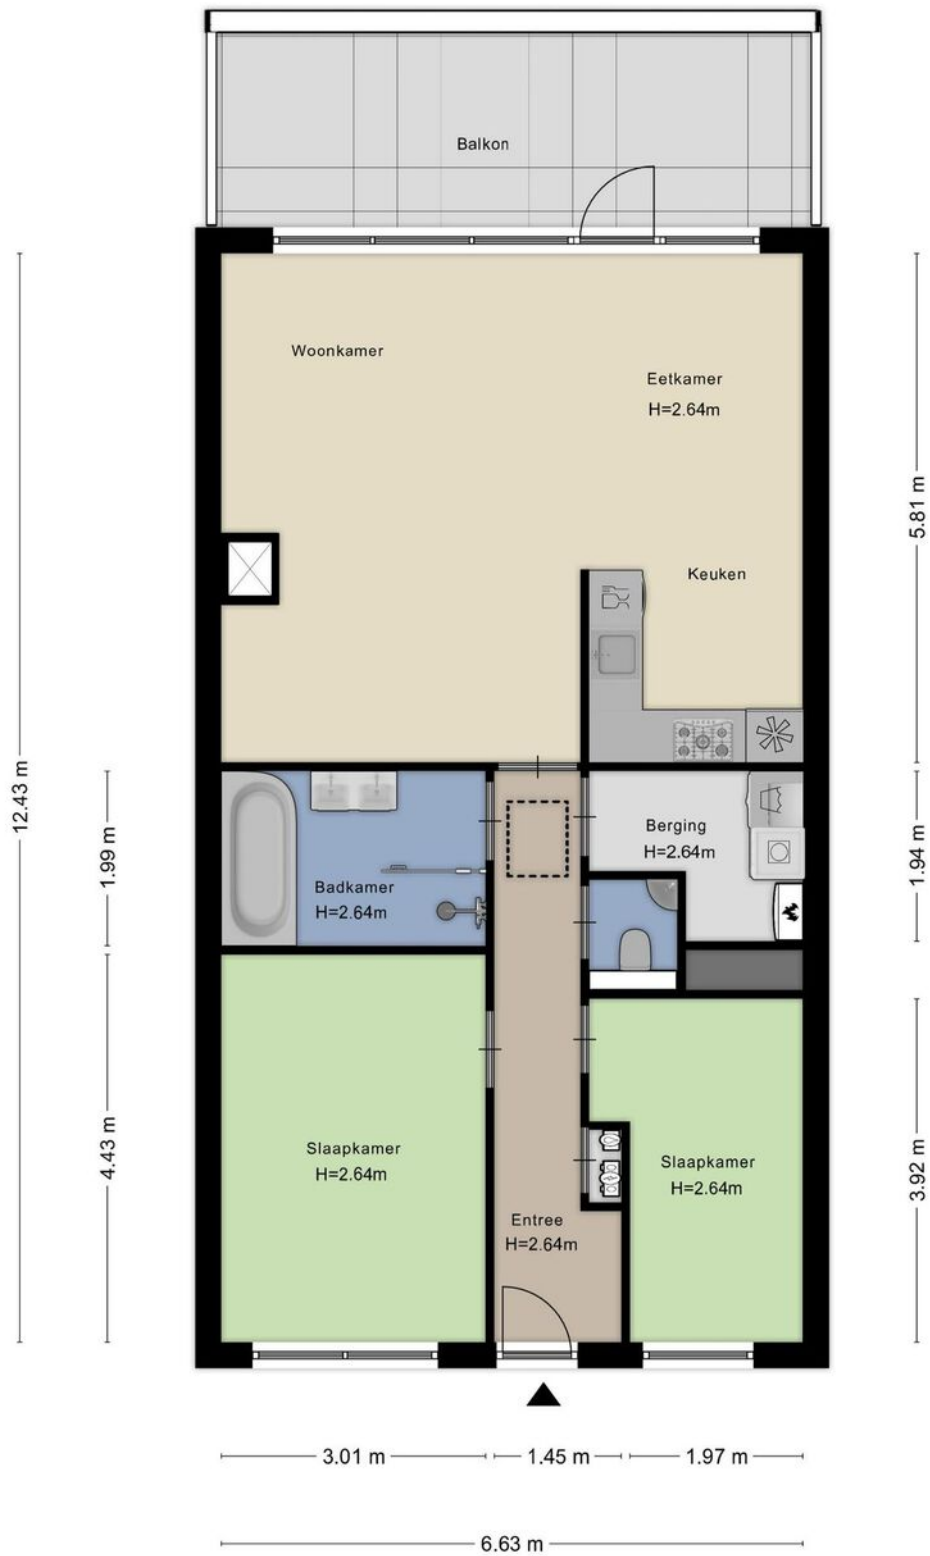 Balkon
Woonkamer
Eetkamer
H=2.64m
Keuken
5.81 m
12.43 m
1.99 m
Badkamer
H=2.64m
Berging
H=2.64m
1.94 m
4.43 m
Slaapkamer
H=2.64m
Entree
H=2.64m
Slaapkamer
H=2.64m
3.92 m
3.01 m
1.45 m
1.97 m
6.63 m